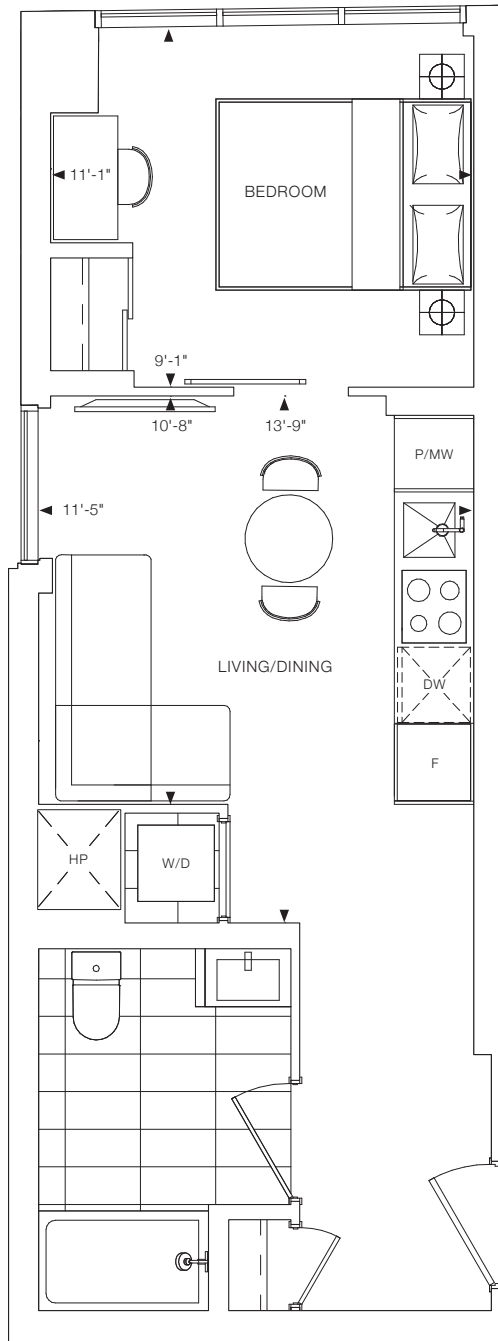 11'-1"
BEDROOM
9'-1"
10'-8"
13'-9"
P/MW
11'-5"
LIVING/DINING
DW
F
HP
W/D